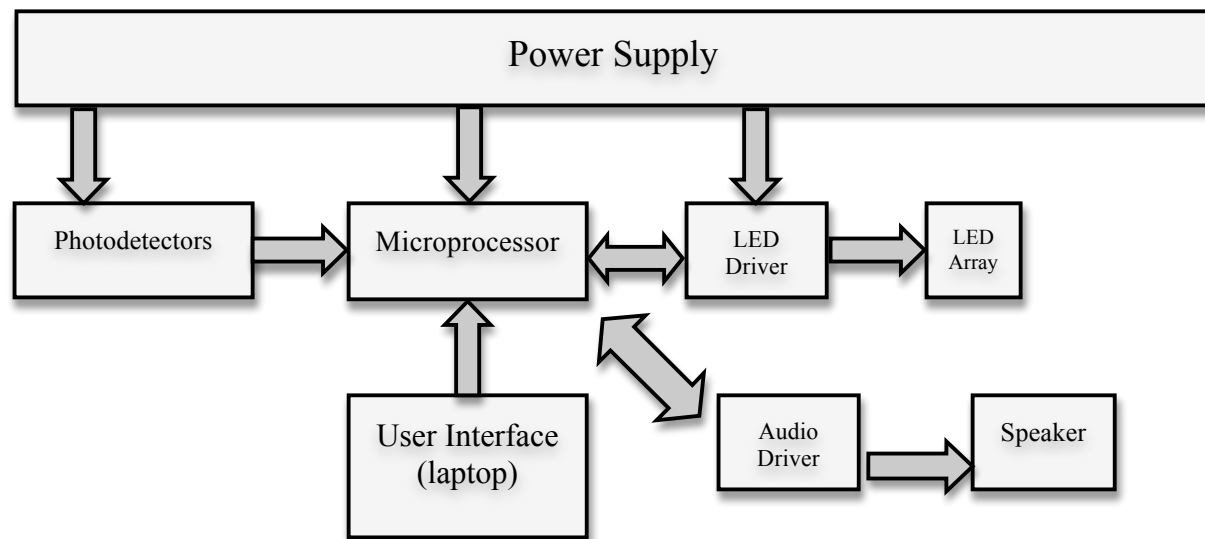 Power Supply
Photodetectors
Microprocessor
LED
Driver
LED
Array
User Interface
(laptop)
Audio
Driver
Speaker